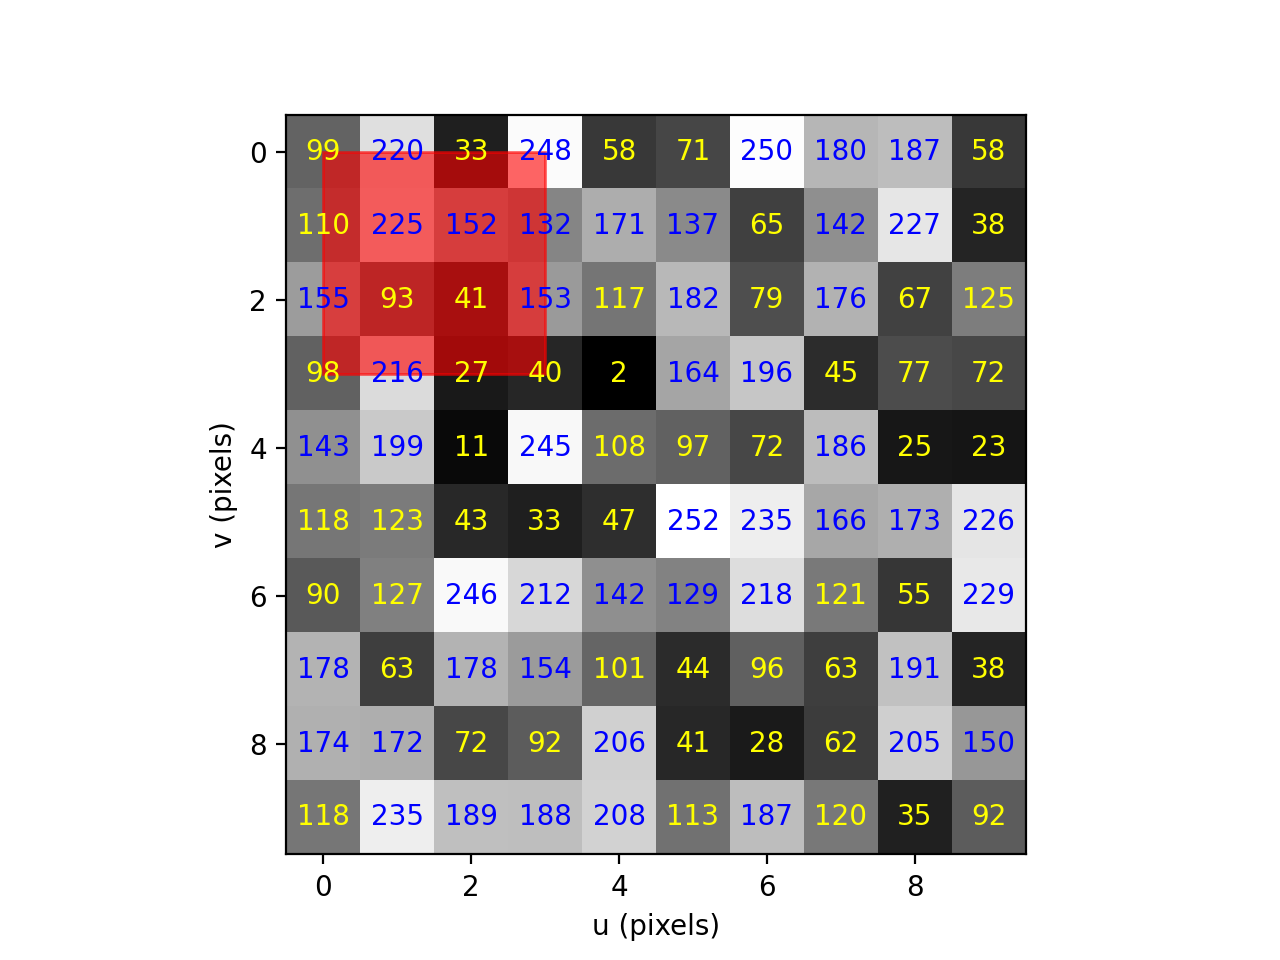 0 99 220 33 248 58 71 250 180 187 58
110 225 152 132 171 137 65 142 227 38
2 155 93 41 153 117 182 79 176 67 125
98 216 27 40 2 164 196 45 77 72
4 143 199 11 245 108 97 72 186 25 23
118 123 43 33 47 252 235 166 173 226
6 90 127 246 212 142 129 218 121 55 229
178 63 178 154 101 44 96 63 191 38
8 174 172 72 92 206 41 28 62 205 150
118 235 189 188 208 113 187 120 35 92
0 2 4 6 8
u (pixels)
v (pixels)